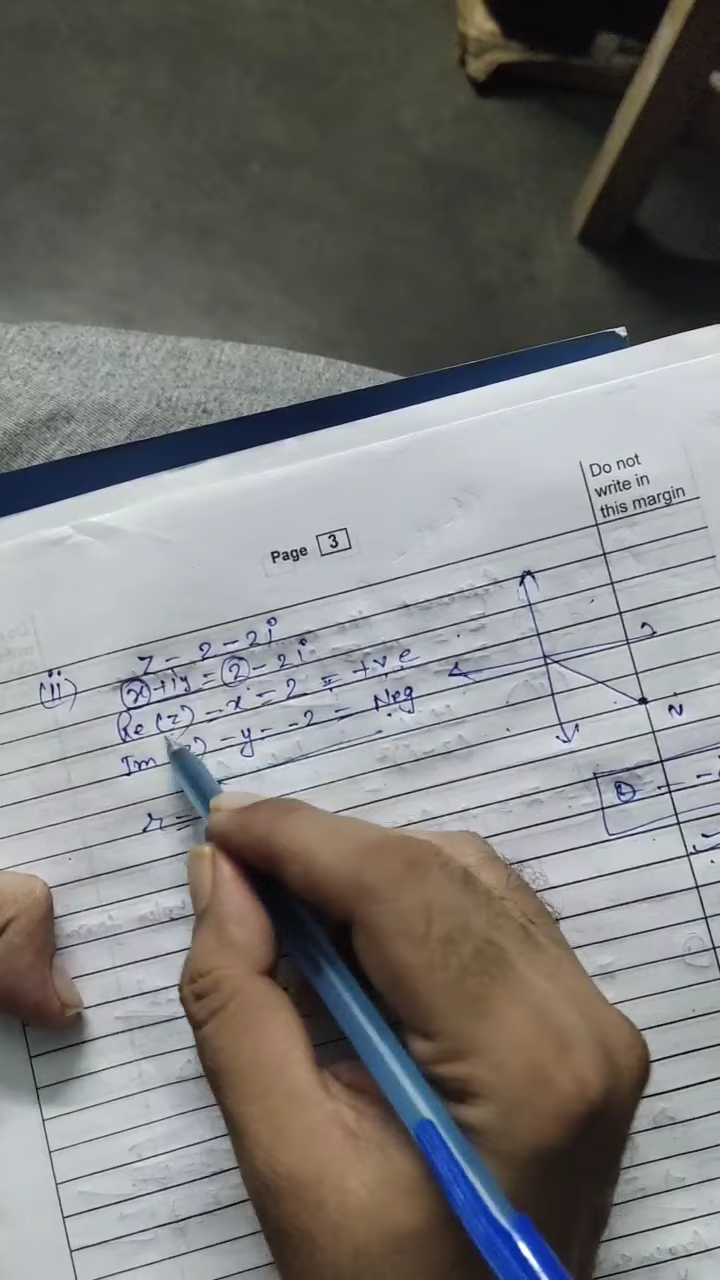 Do not
write in
this margin
Page 3
(ii) z = 2 - 2i
x + iy = 2 - 2i
Re(z) = x = 2 = +ve
Im = y = -2 = Neg
N
r =
θ = -